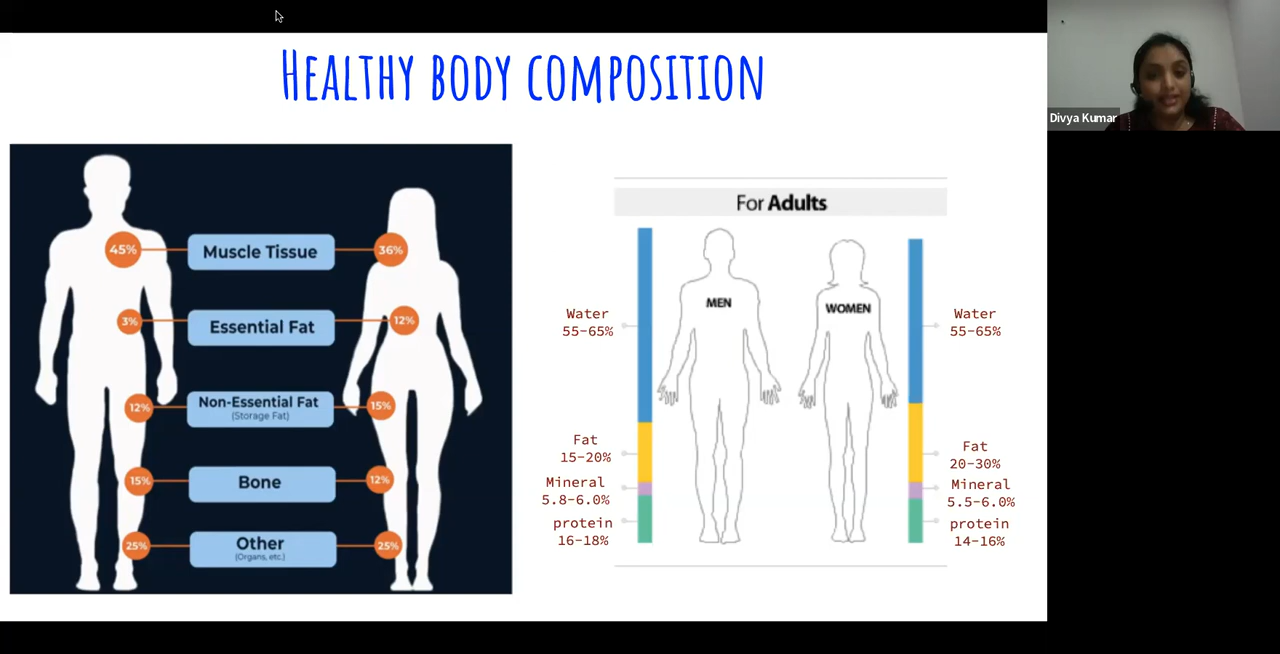 Healthy body composition
Divya Kumar
45%
Muscle Tissue
36%
3%
Essential Fat
12%
12%
Non-Essential Fat
(Storage Fat)
15%
15%
Bone
12%
25%
Other
(Organs, etc.)
25%
For Adults
MEN
WOMEN
Water
55-65%
Fat
15-20%
Mineral
5.8-6.0%
protein
16-18%
Water
55-65%
Fat
20-30%
Mineral
5.5-6.0%
protein
14-16%